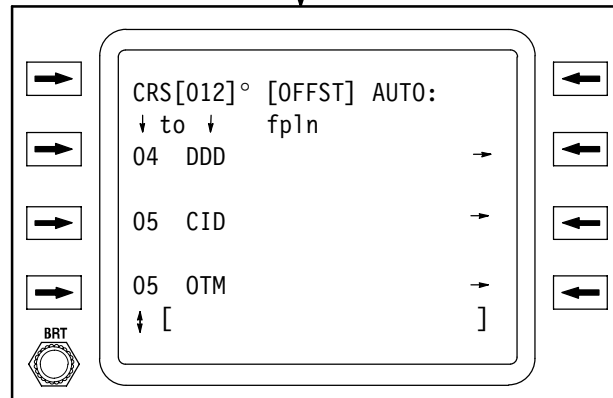 CRS[012]° [OFFST] AUTO:
↓ to ↓ fpln
04 DDD →
05 CID →
05 OTM →
↕ [ ]
BRT